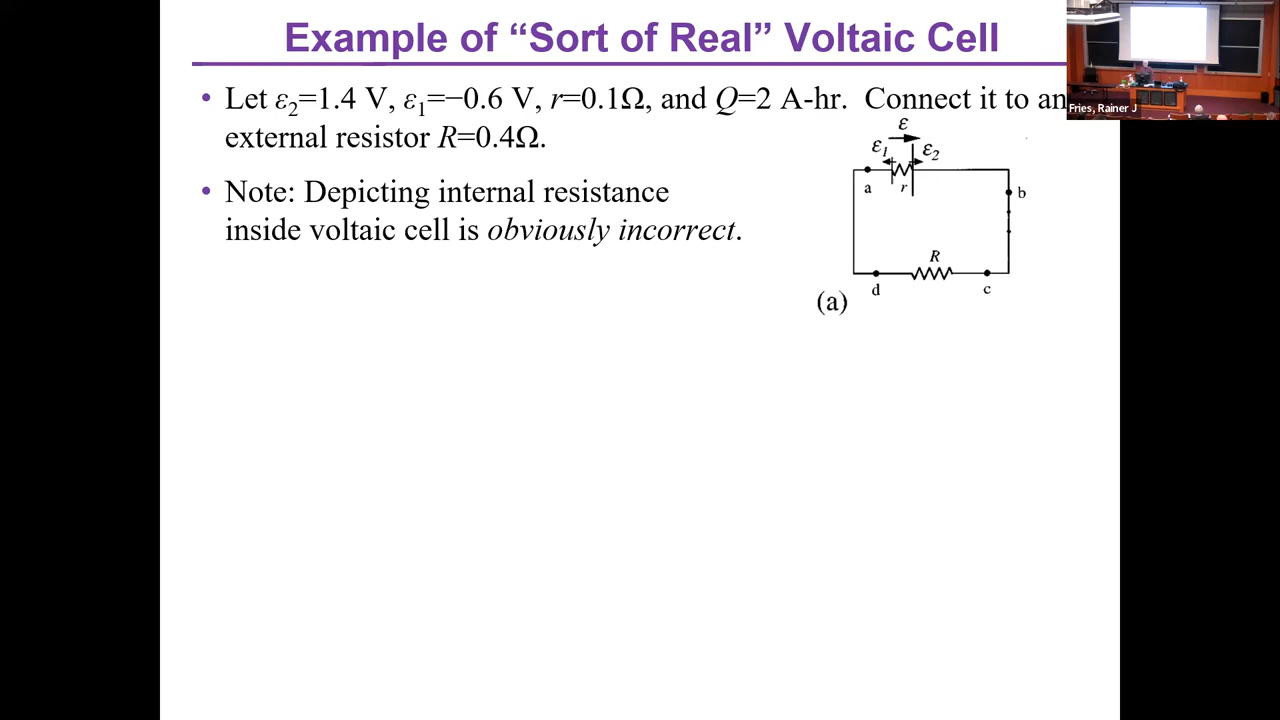 Example of “Sort of Real” Voltaic Cell
• Let ε₂=1.4 V, ε₁=−0.6 V, r=0.1Ω, and Q=2 A-hr. Connect it to an
external resistor R=0.4Ω.
• Note: Depicting internal resistance
inside voltaic cell is obviously incorrect.
Fries, Rainer J
ε
ε₁ ε₂
a r b
R
d c
(a)